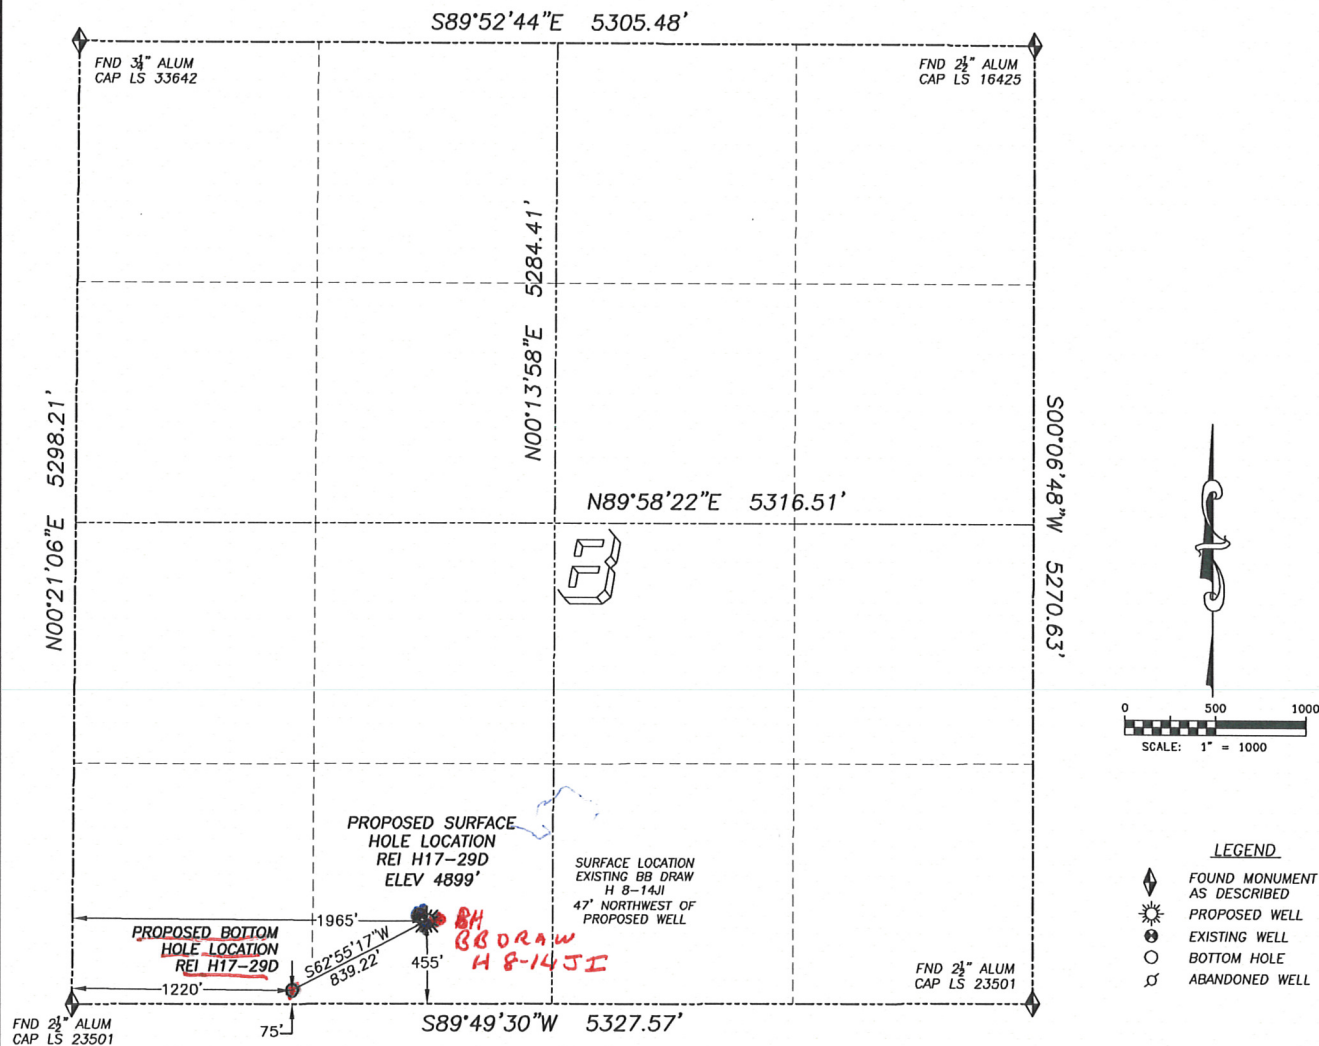 S89°52'44"E 5305.48'
FND 3¼" ALUM
CAP LS 33642
FND 2½" ALUM
CAP LS 16425
N00°13'58"E 5284.41'
N00°21'06"E 5298.21'
S00°06'48"W 5270.63'
N89°58'22"E 5316.51'
0 500 1000
SCALE: 1" = 1000
PROPOSED SURFACE
HOLE LOCATION
REI H17-29D
ELEV 4899'
SURFACE LOCATION
EXISTING BB DRAW
H 8-14JI
47' NORTHWEST OF
PROPOSED WELL
1965'
BH
BB DRAW
H 8-14JI
PROPOSED BOTTOM
HOLE LOCATION
REI H17-29D
S62°55'17"W
839.22'
455'
1220'
75'
FND 2½" ALUM
CAP LS 23501
FND 2½" ALUM
CAP LS 23501
S89°49'30"W 5327.57'
LEGEND
FOUND MONUMENT
AS DESCRIBED
PROPOSED WELL
EXISTING WELL
BOTTOM HOLE
ABANDONED WELL